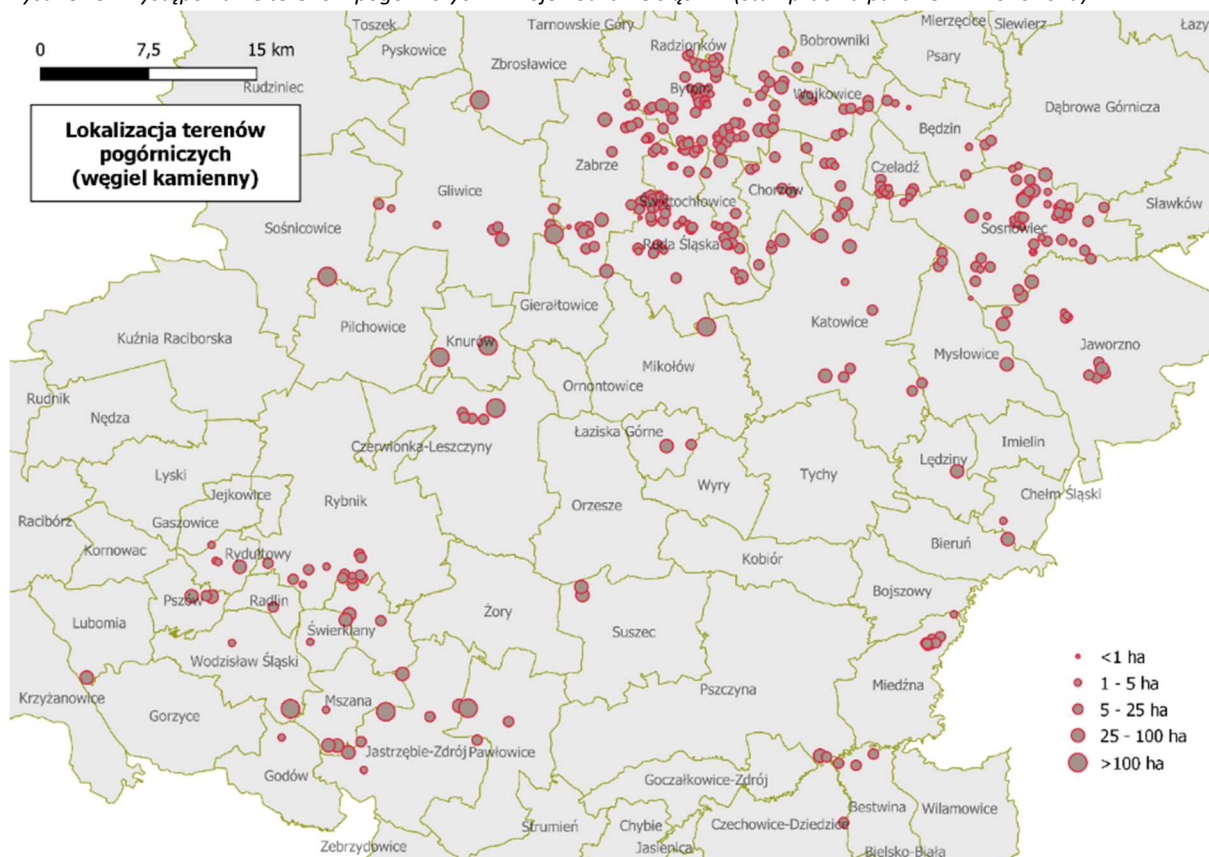 0 7,5 15 km
Lokalizacja terenów
pogórniczych
(węgiel kamienny)
Toszek
Tarnowskie Góry
Mierzęcice Siewierz
Łazy
Pyskowice
Zbrosławice
Radzionków
Bobrowniki
Psary
Rudziniec
Bytom
Wojkowice
Dąbrowa Górnicza
Będzin
Zabrze
Czeladź
Gliwice
Chorzów
Świętochłowice
Sławków
Sośnicowice
Sosnowiec
Ruda Śląska
Gierałtowice
Katowice
Pilchowice
Kuźnia Raciborska
Knurów
Jaworzno
Mysłowice
Mikołów
Ornontowice
Rudnik
Nędza
Łaziska Górne
Imielin
Czerwionka-Leszczyny
Lędziny
Lyski
Tychy
Wyry
Jejkowice
Chełm Śląski
Rybnik
Orzesze
Racibórz
Gaszowice
Bieruń
Kornowac
Rydułtowy
Kobiór
Bojszowy
Pszów
Radlin
Żory
Lubomia
Świerklany
Suszec
<1 ha
Wodzisław Śląski
1 - 5 ha
Miedźna
Pszczyna
Krzyżanowice
Mszana
5 - 25 ha
Gorzyce
25 - 100 ha
Jastrzębie-Zdrój
Pawłowice
>100 ha
Godów
Goczałkowice-Zdrój
Bestwina
Wilamowice
Strumień
Chybie
Czechowice-Dziedzice
Zebrzydowice
Jasienica
Bielsko-Biała